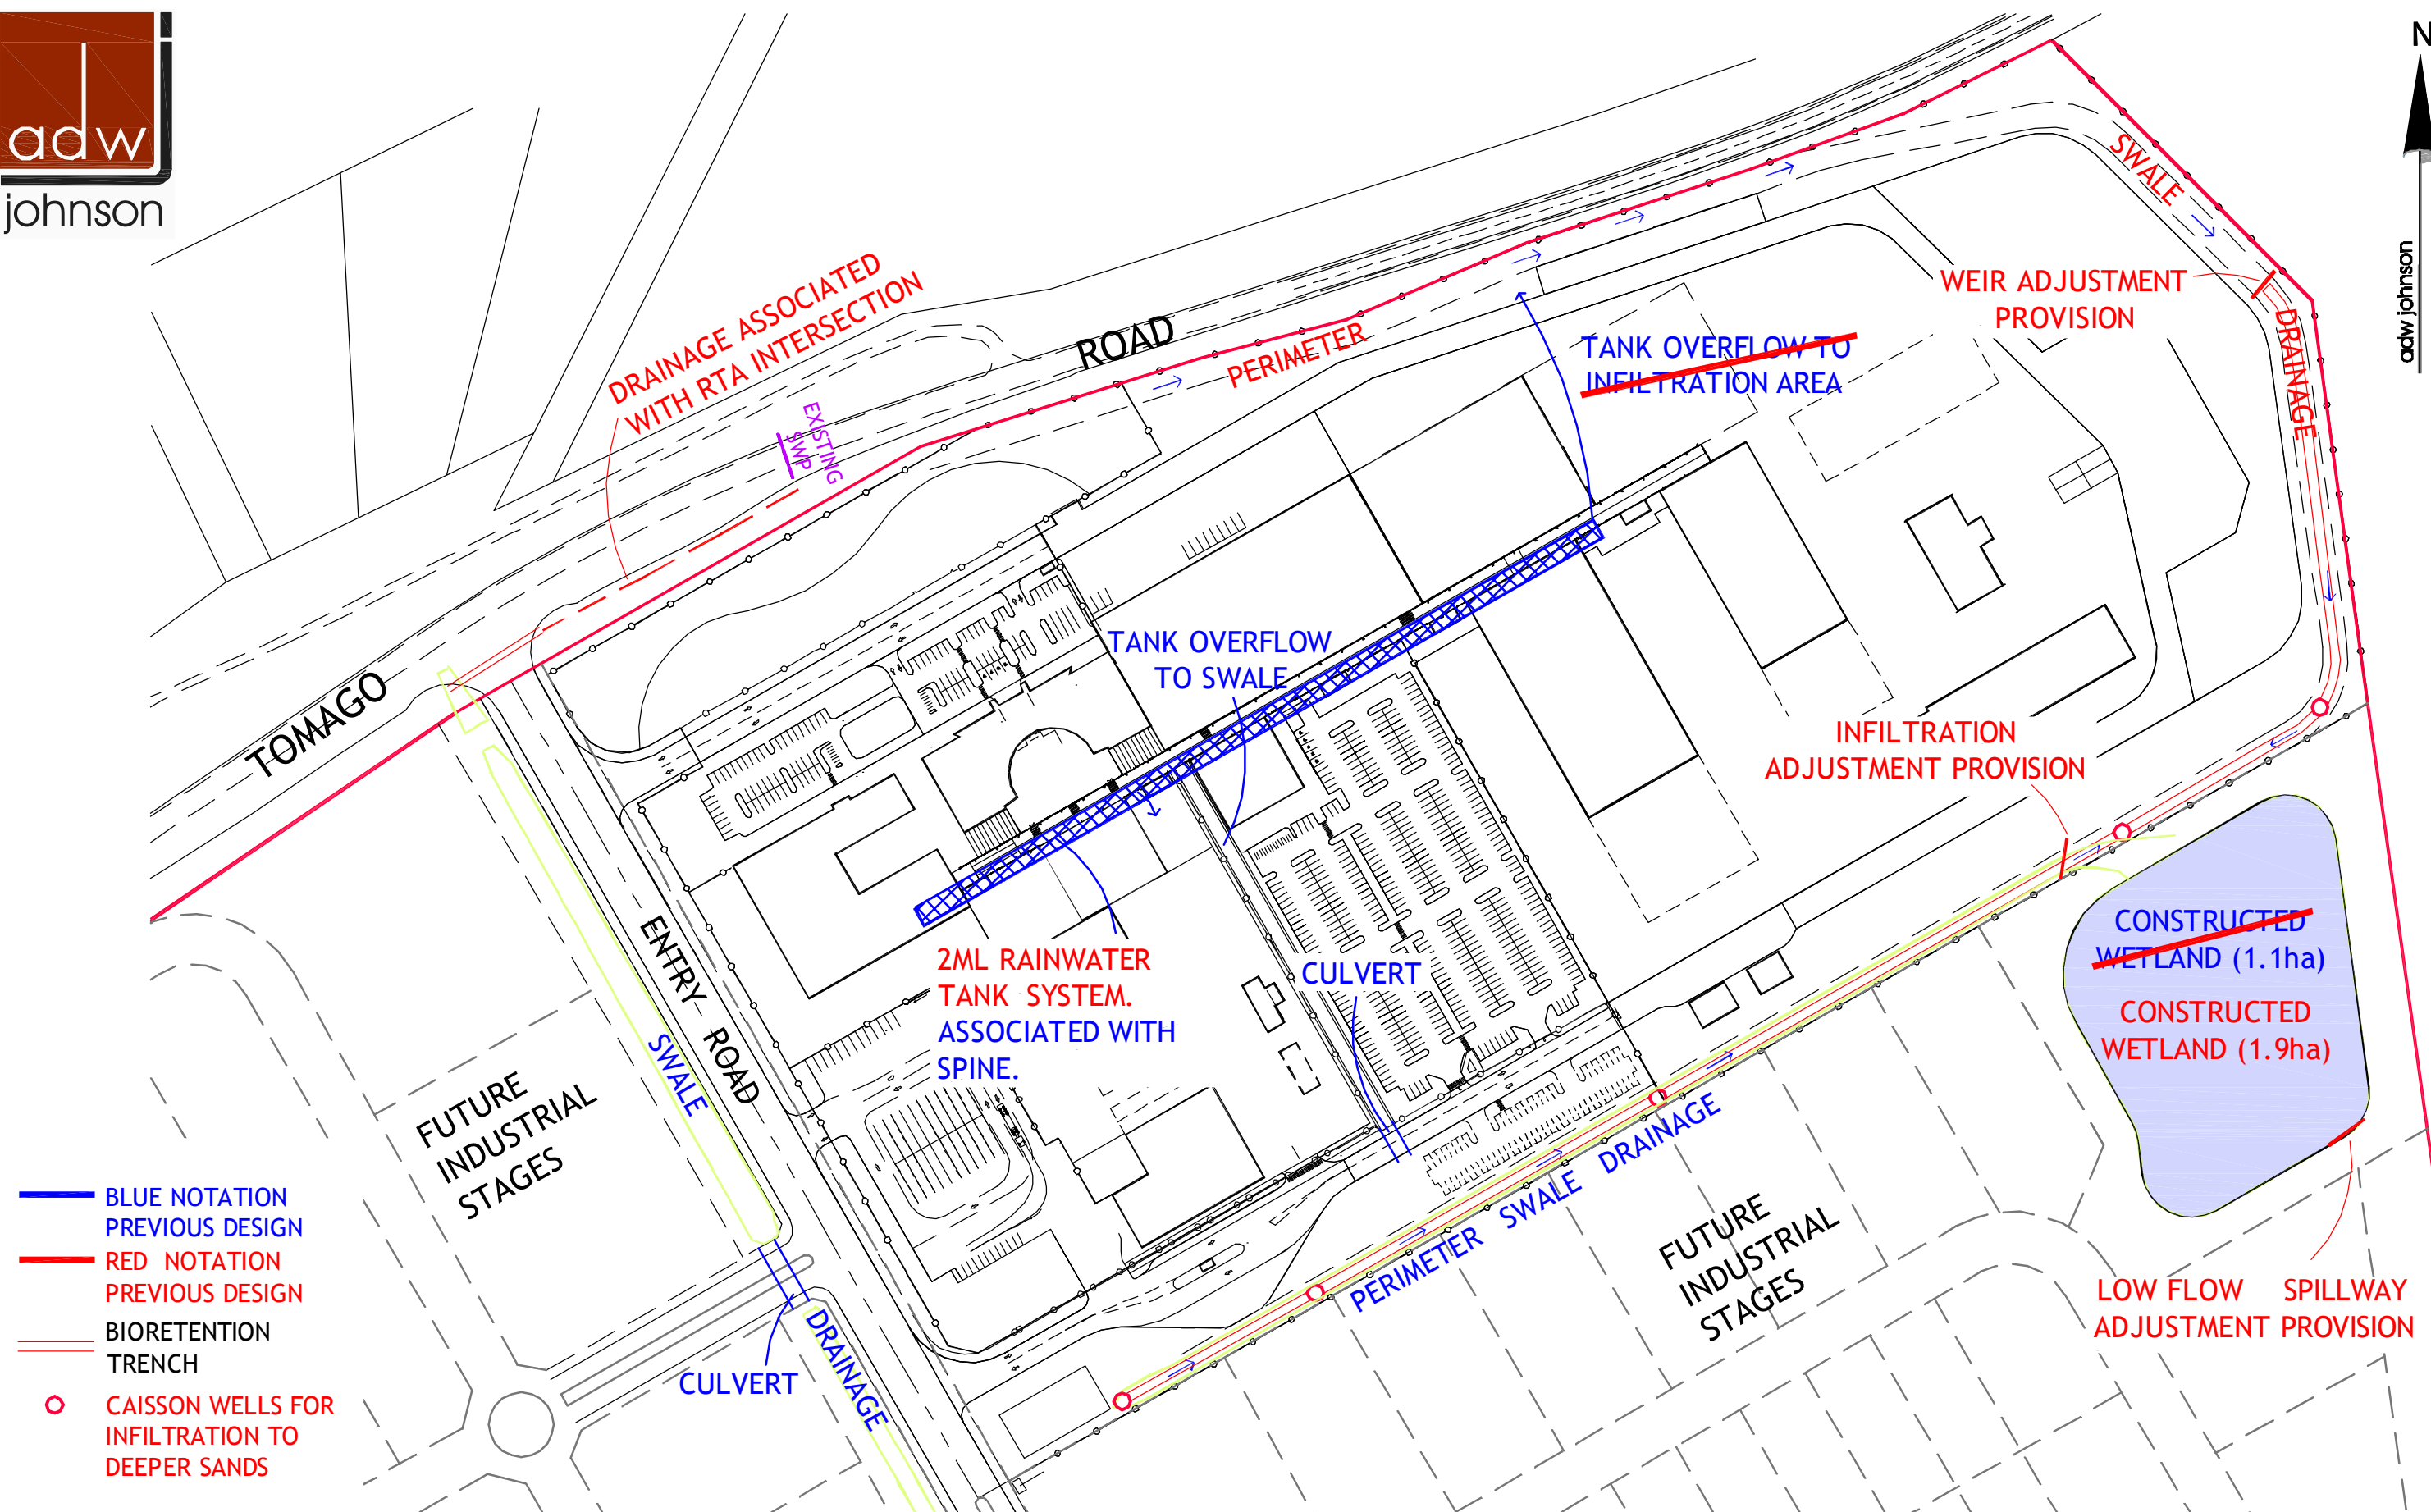 adw
johnson
N
adw johnson
DRAINAGE ASSOCIATED
WITH RTA INTERSECTION
EXISTING
SWP
TOMAGO
ROAD
PERIMETER
SWALE
DRAINAGE
WEIR ADJUSTMENT
PROVISION
TANK OVERFLOW TO
INFILTRATION AREA
TANK OVERFLOW
TO SWALE
INFILTRATION
ADJUSTMENT PROVISION
CONSTRUCTED
WETLAND (1.1ha)
CONSTRUCTED
WETLAND (1.9ha)
2ML RAINWATER
TANK SYSTEM.
ASSOCIATED WITH
SPINE.
CULVERT
ENTRY ROAD
SWALE
DRAINAGE
CULVERT
FUTURE
INDUSTRIAL
STAGES
PERIMETER SWALE DRAINAGE
FUTURE
INDUSTRIAL
STAGES
LOW FLOW SPILLWAY
ADJUSTMENT PROVISION
BLUE NOTATION
PREVIOUS DESIGN
RED NOTATION
PREVIOUS DESIGN
BIORETENTION
TRENCH
CAISSON WELLS FOR
INFILTRATION TO
DEEPER SANDS